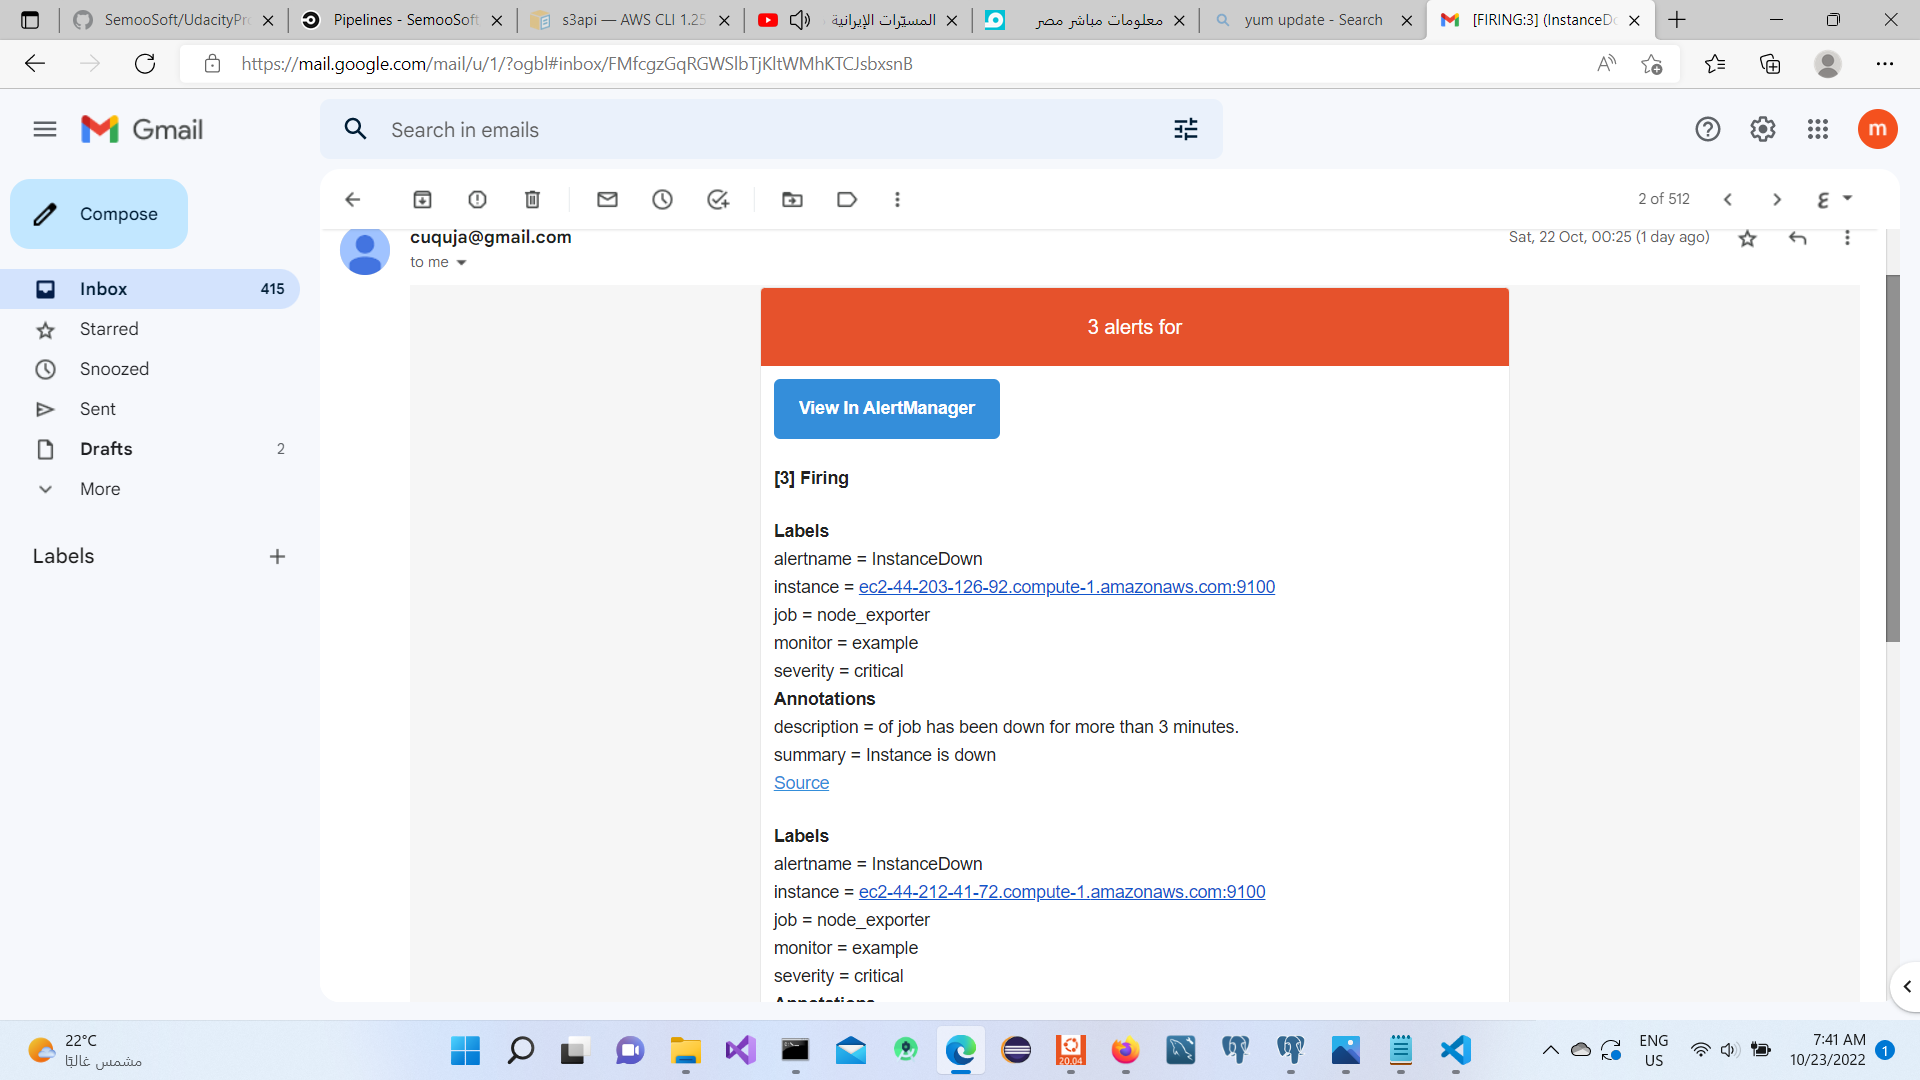 SemooSoft/UdacityPr
Pipelines - SemooSoft
s3api — AWS CLI 1.25
المسيّرات الإيرانية
معلومات مباشر مصر
yum update - Search
[FIRING:3] (InstanceDo
https://mail.google.com/mail/u/1/?ogbl#inbox/FMfcgzGqRGWSlbTjKltWMhKTCJsbxsnB
Gmail
Search in emails
m
Compose
2 of 512
ع
cuquja@gmail.com
Sat, 22 Oct, 00:25 (1 day ago)
to me
Inbox 415
Starred
Snoozed
Sent
Drafts 2
More
Labels
3 alerts for
View In AlertManager
[3] Firing
Labels
alertname = InstanceDown
instance = ec2-44-203-126-92.compute-1.amazonaws.com:9100
job = node_exporter
monitor = example
severity = critical
Annotations
description = of job has been down for more than 3 minutes.
summary = Instance is down
Source
Labels
alertname = InstanceDown
instance = ec2-44-212-41-72.compute-1.amazonaws.com:9100
job = node_exporter
monitor = example
severity = critical
Annotations
22°C
مشمس غالبًا
20.04
ENG
US
7:41 AM
10/23/2022
1